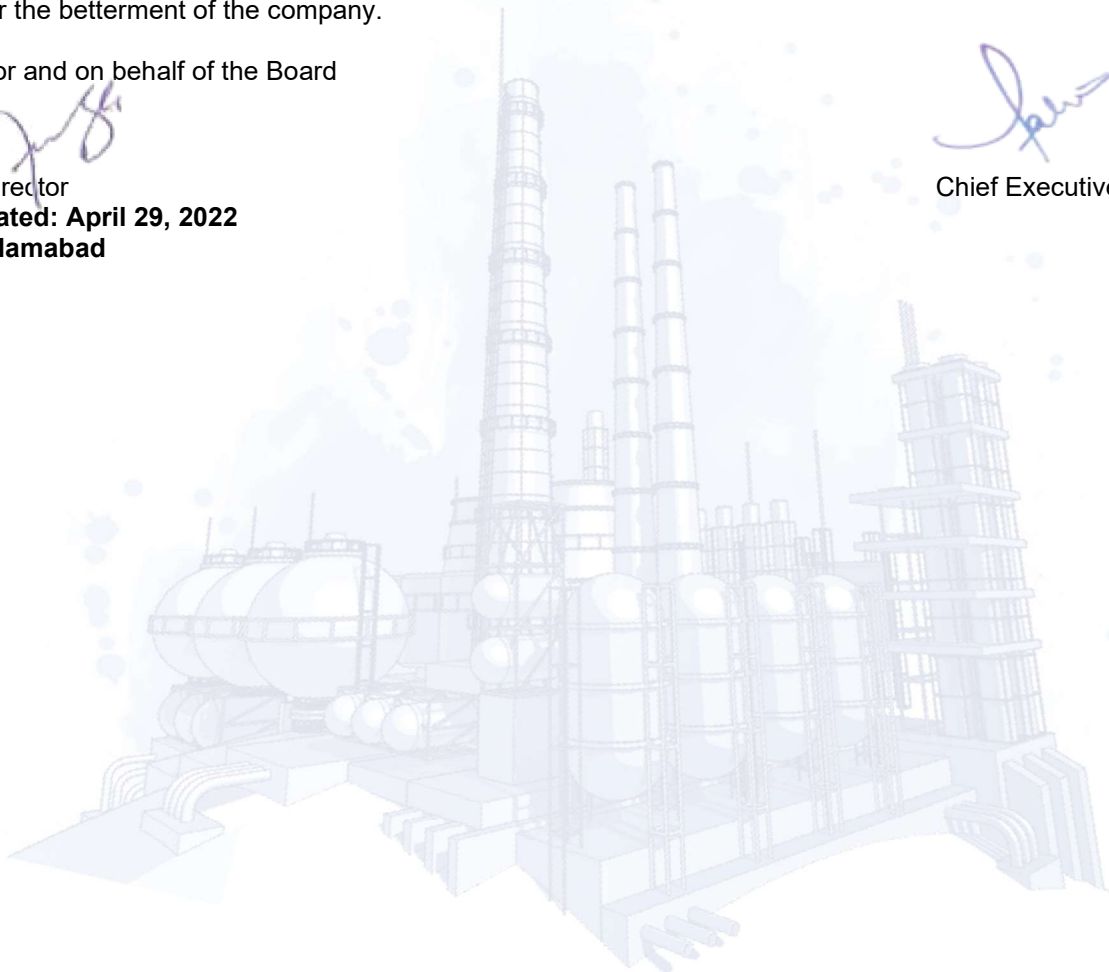 r the betterment of the company.
or and on behalf of the Board
rector
Chief Executive
ated: April 29, 2022
lamabad